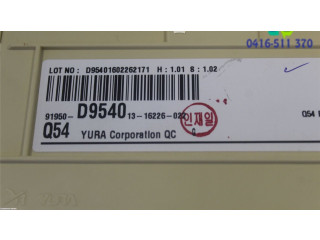 0416-511 370
LOT NO : D95401602262171 H : 1.01 B : 1.02
91950- D9540 13-16226-02
인재일
Q54 YURA Corporation QC
Q54